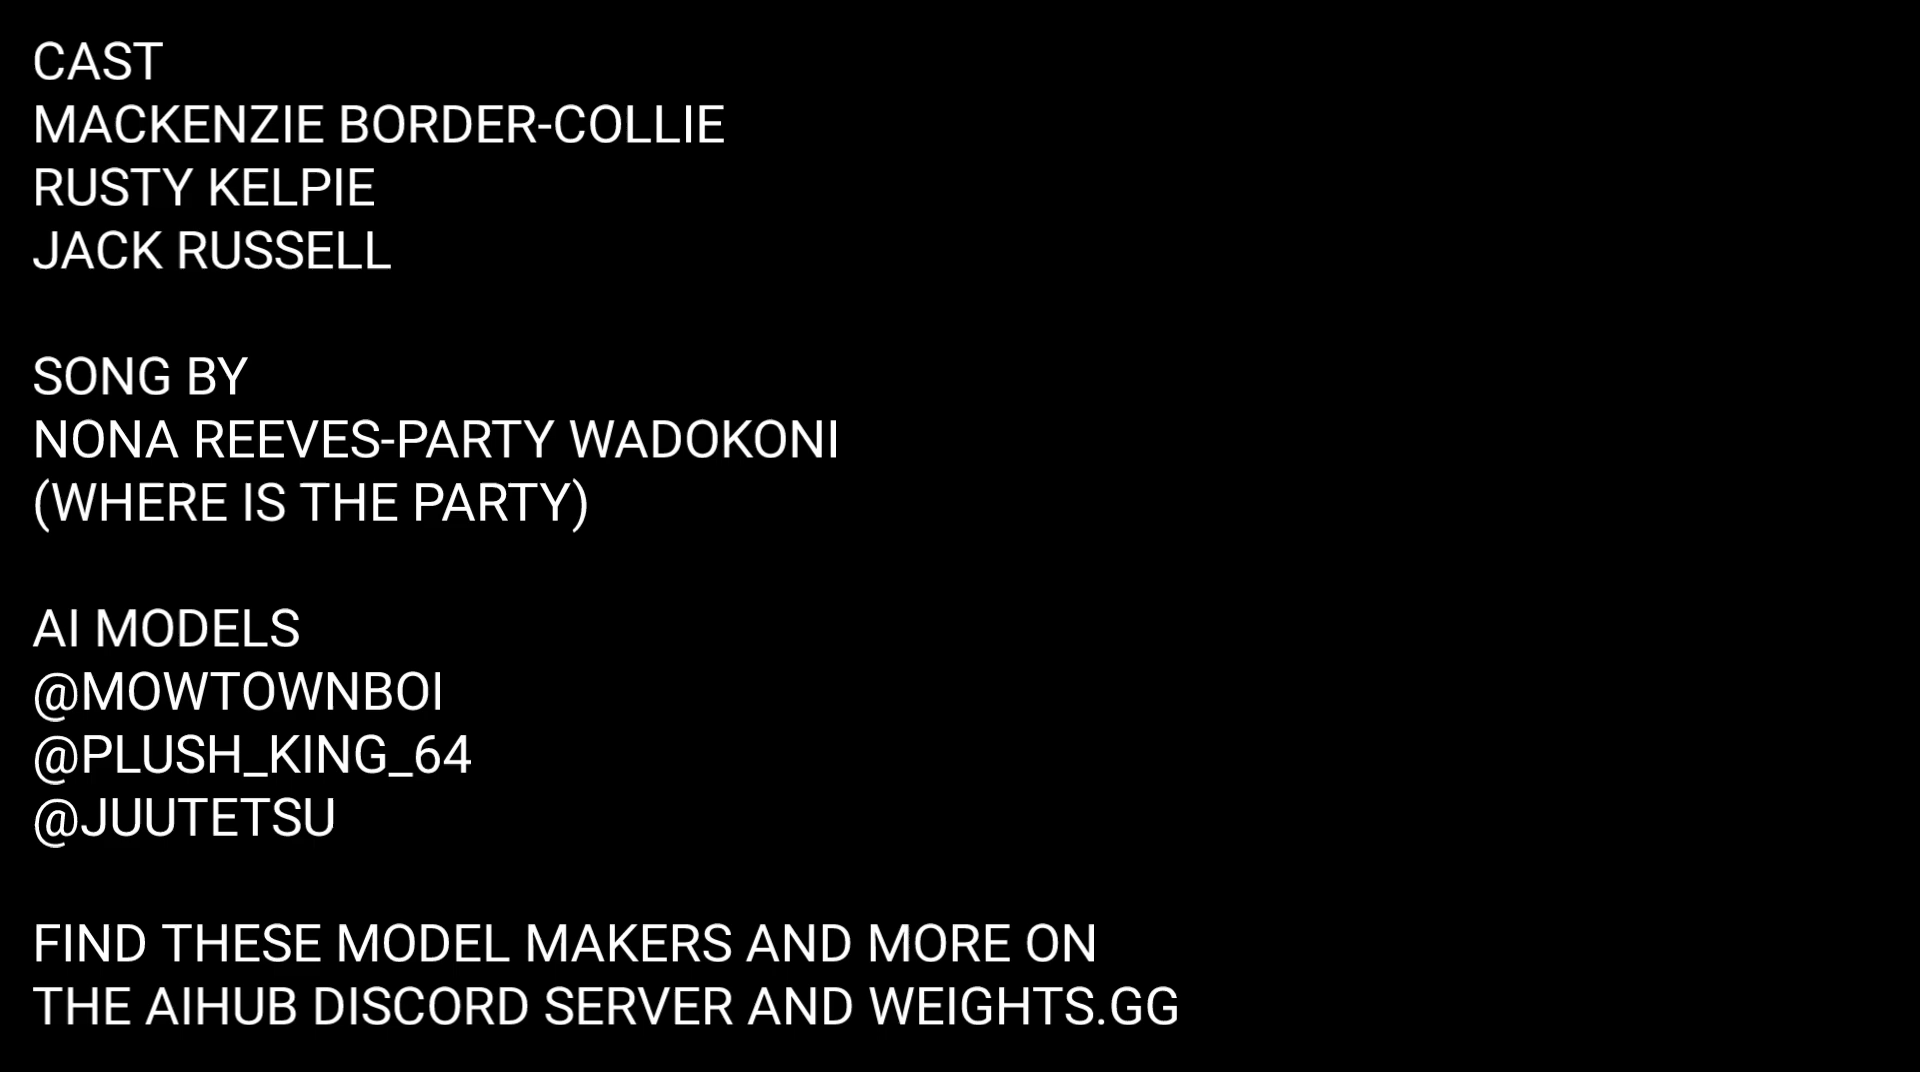 CAST
MACKENZIE BORDER-COLLIE
RUSTY KELPIE
JACK RUSSELL
SONG BY
NONA REEVES-PARTY WADOKONI
(WHERE IS THE PARTY)
AI MODELS
@MOWTOWNBOI
@PLUSH_KING_64
@JUUTETSU
FIND THESE MODEL MAKERS AND MORE ON
THE AIHUB DISCORD SERVER AND WEIGHTS.GG